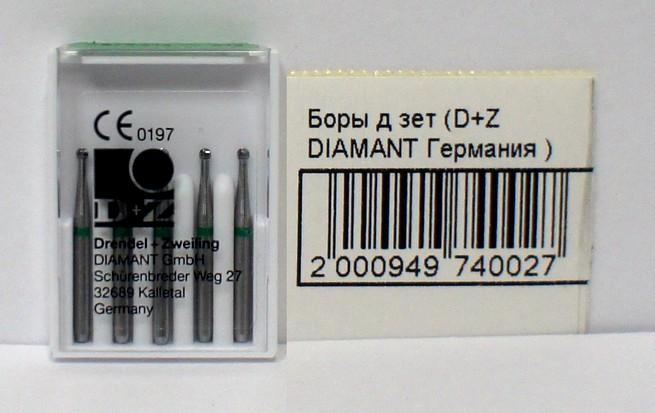 CE 0197
D+Z
Drendel + Zweiling
DIAMANT GmbH
Schürenbreder Weg 27
32689 Kalletal
Germany
Боры д зет (D+Z
DIAMANT Германия )
2 000949 740027